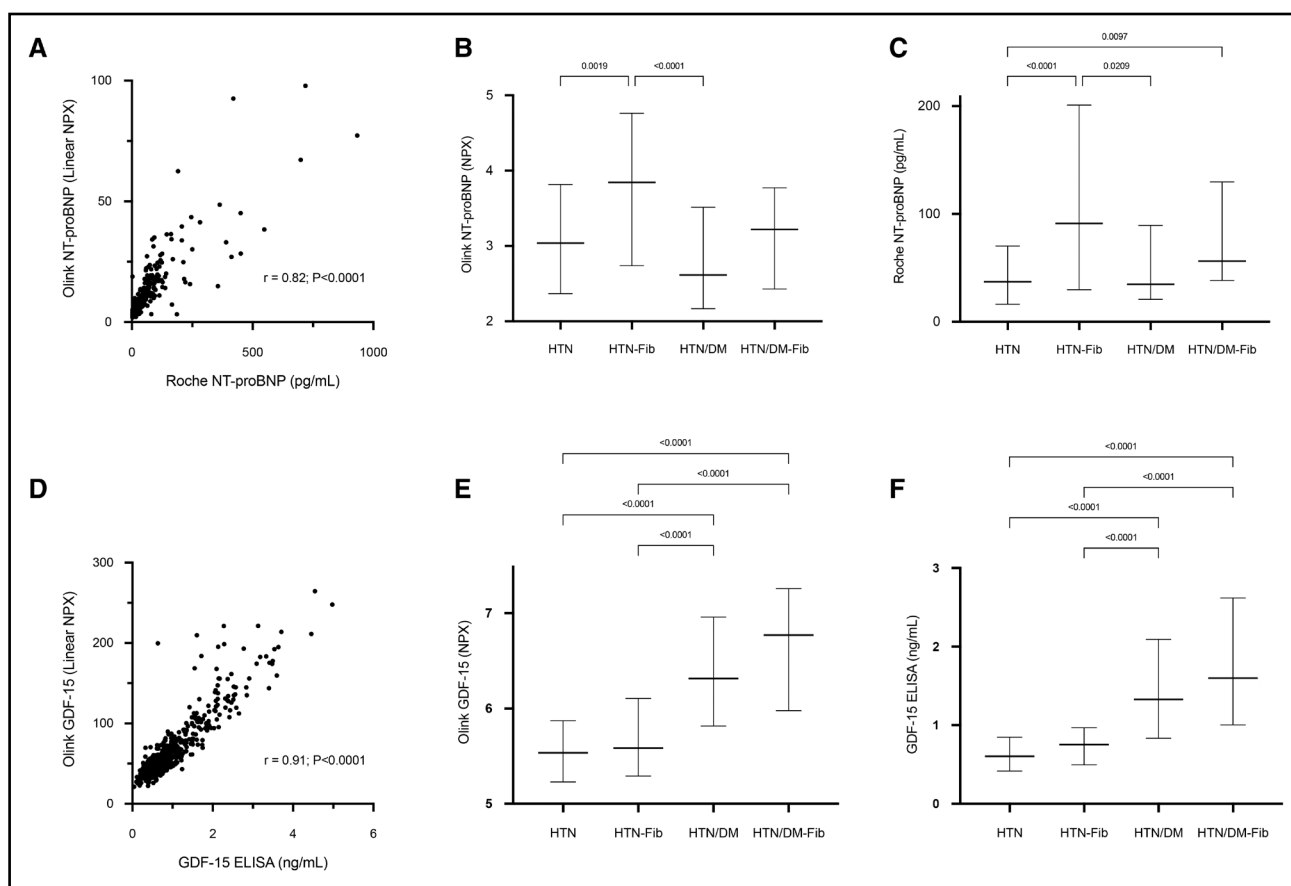 A
100
50
0
0
500
1000
Olink NT-proBNP (Linear NPX)
r = 0.82; P<0.0001
Roche NT-proBNP (pg/mL)
B
0.0019
<0.0001
5
4
3
2
Olink NT-proBNP (NPX)
HTN
HTN-Fib
HTN/DM
HTN/DM-Fib
C
0.0097
<0.0001
0.0209
200
100
0
Roche NT-proBNP (pg/mL)
HTN
HTN-Fib
HTN/DM
HTN/DM-Fib
D
300
200
100
0
0
2
4
6
Olink GDF-15 (Linear NPX)
r = 0.91; P<0.0001
GDF-15 ELISA (ng/mL)
E
<0.0001
<0.0001
<0.0001
<0.0001
7
6
5
Olink GDF-15 (NPX)
HTN
HTN-Fib
HTN/DM
HTN/DM-Fib
F
<0.0001
<0.0001
<0.0001
<0.0001
3
2
1
0
GDF-15 ELISA (ng/mL)
HTN
HTN-Fib
HTN/DM
HTN/DM-Fib